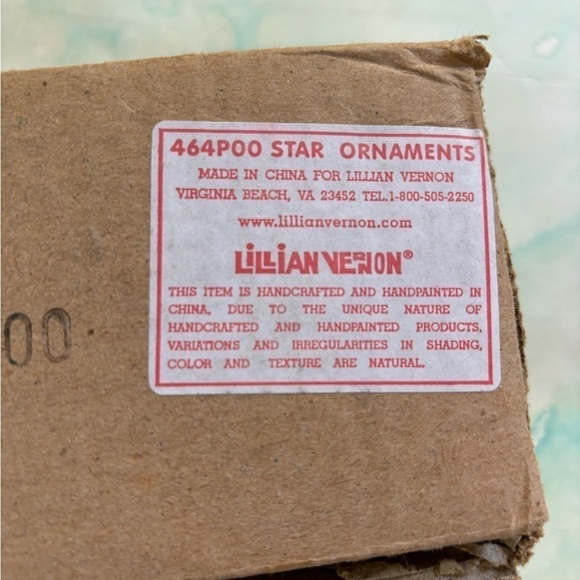 464P00 STAR ORNAMENTS
MADE IN CHINA FOR LILLIAN VERNON
VIRGINIA BEACH, VA 23452 TEL.1-800-505-2250
www.lillianvernon.com
LILLIAN VERNON®
THIS ITEM IS HANDCRAFTED AND HANDPAINTED IN
CHINA, DUE TO THE UNIQUE NATURE OF
HANDCRAFTED AND HANDPAINTED PRODUCTS,
VARIATIONS AND IRREGULARITIES IN SHADING,
COLOR AND TEXTURE ARE NATURAL.
00